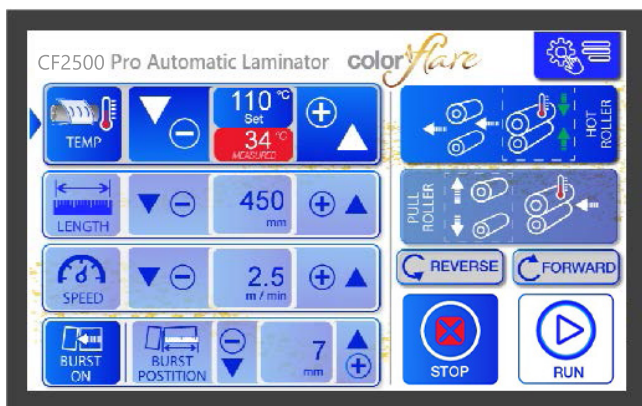 CF2500 Pro Automatic Laminator colorflare
TEMP
110 °C
Set
34 °C
MEASURED
HOT
ROLLER
LENGTH
450
mm
PULL
ROLLER
SPEED
2.5
m / min
REVERSE
FORWARD
BURST
ON
BURST
POSTITION
7
mm
STOP
RUN